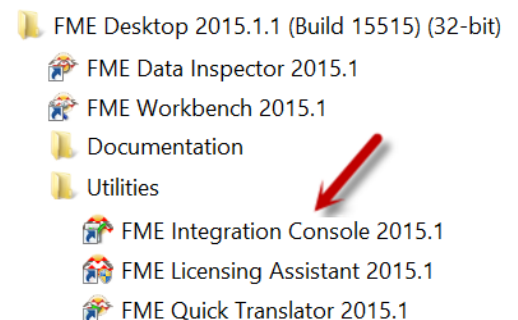 FME Desktop 2015.1.1 (Build 15515) (32-bit)
FME Data Inspector 2015.1
FME Workbench 2015.1
Documentation
Utilities
FME Integration Console 2015.1
FME Licensing Assistant 2015.1
FME Quick Translator 2015.1